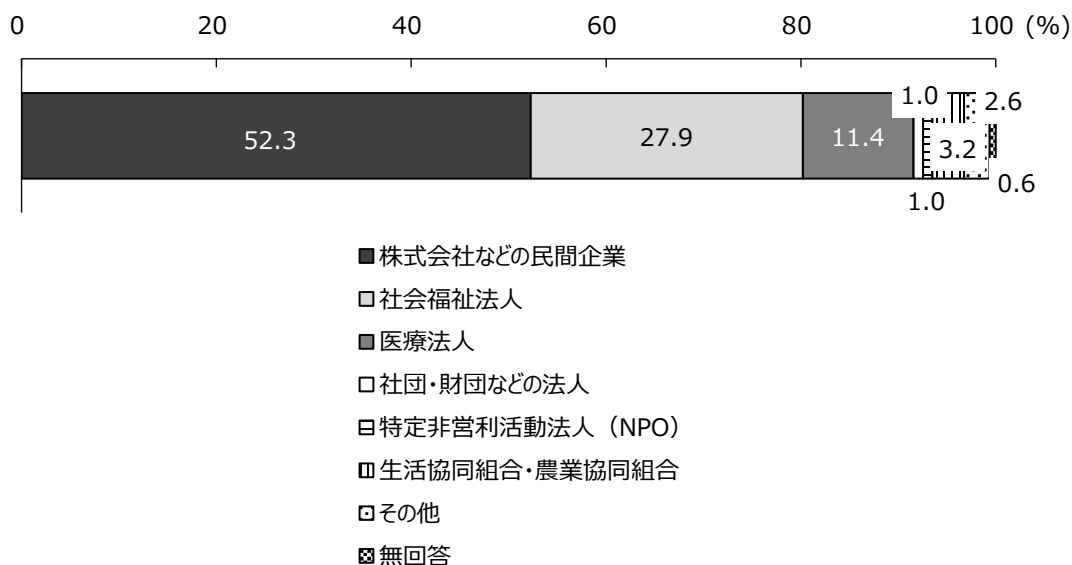 0 20 40 60 80 100 (%)
52.3 27.9 11.4 1.0 1.0 3.2 2.6 0.6
■株式会社などの民間企業
□社会福祉法人
■医療法人
□社団・財団などの法人
特定非営利活動法人（NPO）
生活協同組合・農業協同組合
その他
無回答